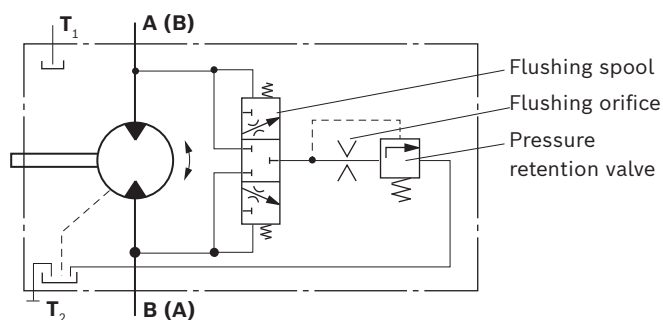 A (B)
T1
Flushing spool
Flushing orifice
Pressure
retention valve
T2
B (A)